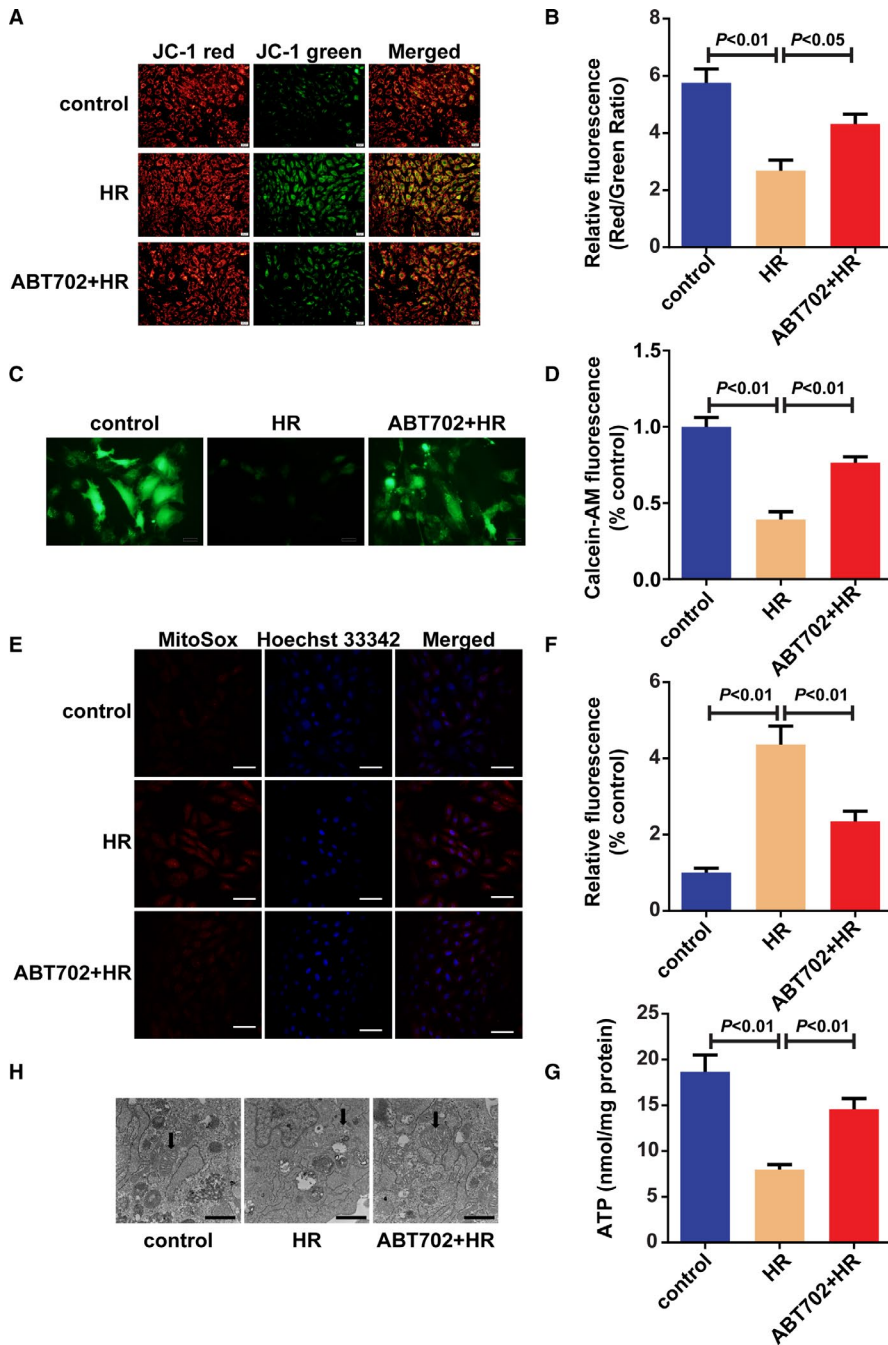 A
JC-1 red JC-1 green Merged
control
HR
ABT702+HR
B
P<0.01 P<0.05
Relative fluorescence
(Red/Green Ratio)
8
6
4
2
0
control HR ABT702+HR
C
control HR ABT702+HR
D
P<0.01 P<0.01
Calcein-AM fluorescence
(% control)
1.5
1.0
0.5
0.0
control HR ABT702+HR
E
MitoSox Hoechst 33342 Merged
control
HR
ABT702+HR
F
P<0.01 P<0.01
Relative fluorescence
(% control)
6
4
2
0
control HR ABT702+HR
H
control HR ABT702+HR
G
P<0.01 P<0.01
ATP (nmol/mg protein)
25
20
15
10
5
0
control HR ABT702+HR